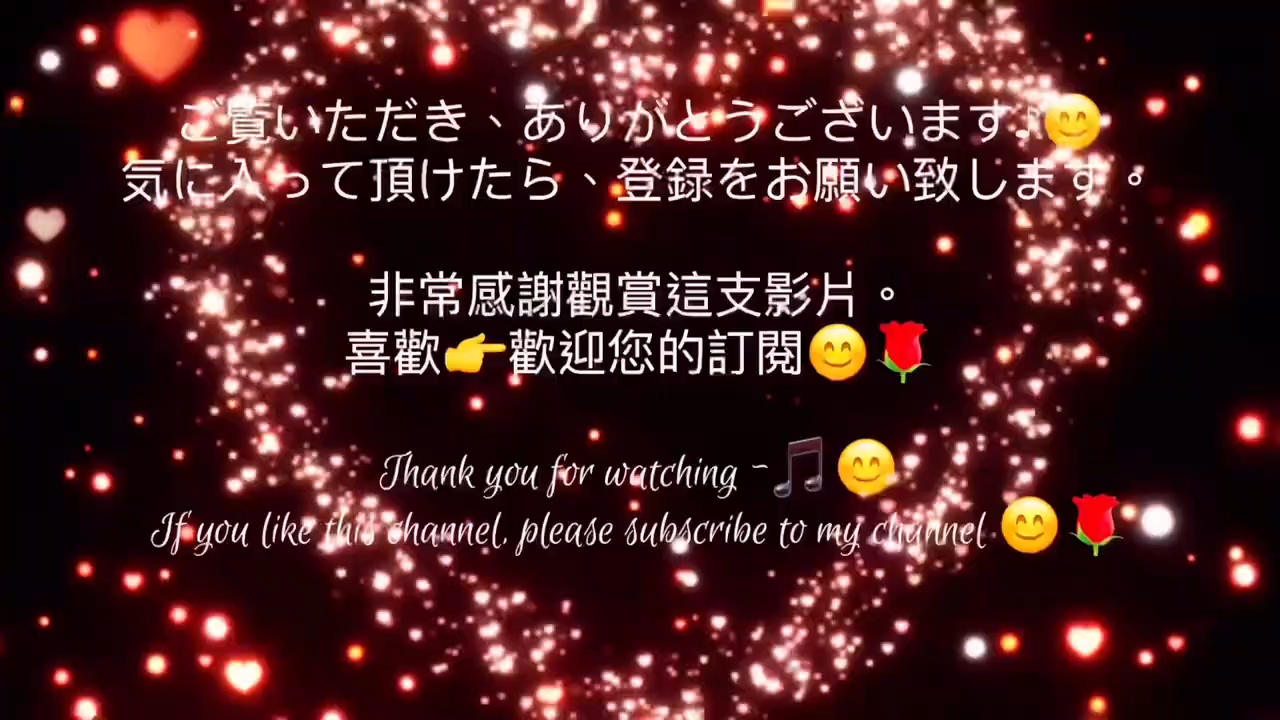 ご覧いただき、ありがとうございます♪😊
気に入って頂けたら、登録をお願い致します。
非常感謝觀賞這支影片。
喜歡👉歡迎您的訂閱😊🌹
Thank you for watching ~🎵😊
If you like this channel, please subscribe to my channel 😊🌹